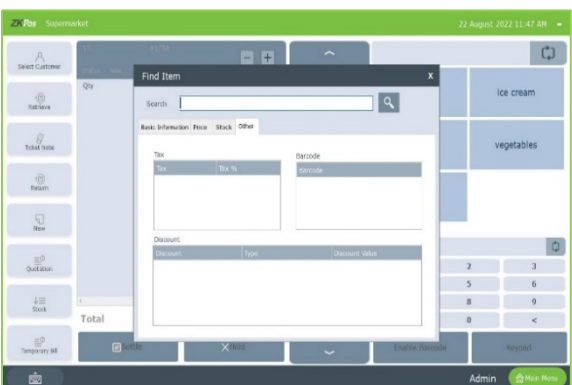 ZKPos Supermarket
22 August 2022 11:47 AM
Select Customer
Retrieve
Ticket Note
Return
New
Quotation
Stock
Temporary Bill
Qty
Find Item
X
Search
Basic Information Price Stock Other
Tax
Tax Tax %
Barcode
Barcode
Discount
Discount Type Discount Value
Ice cream
vegetables
2 3
5 6
8 9
0 <
Total
Settle
Hold
Enable Barcode
Keypad
Admin
Main Menu